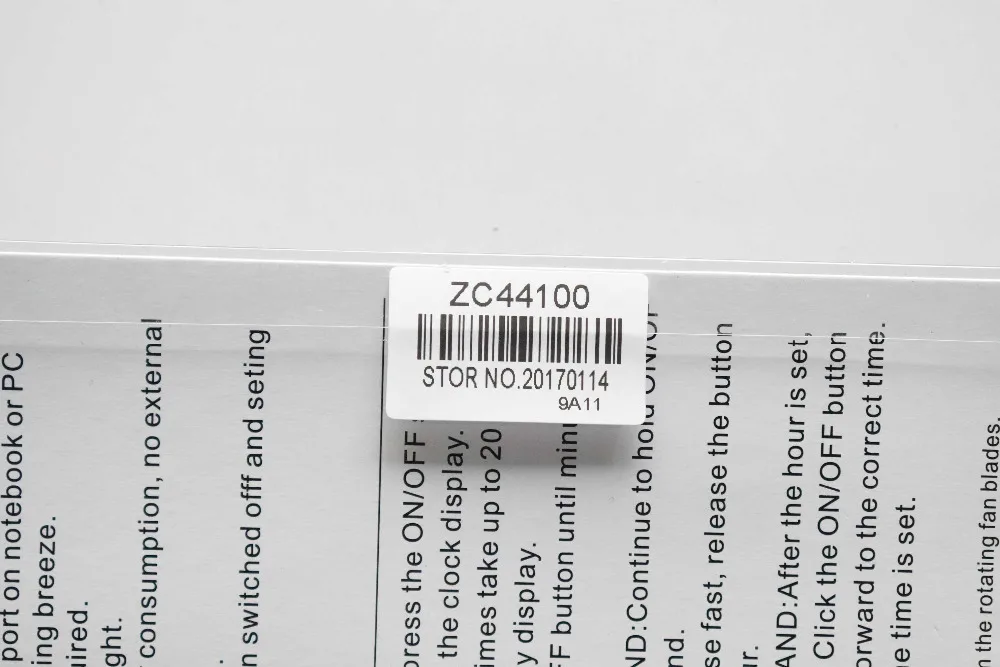 ZC44100
STOR NO.20170114
9A11
port on notebook or PC
ing breeze.
uired.
ght.
consumption, no external
n switched offf and seting
press the ON/OFF
the clock display.
imes take up to 20
y display.
FF button until
ND:Continue to hold ON/OF
nd.
se fast, release the button
ur.
AND:After the hour is set,
Click the ON/OFF button
orward to the correct time.
e time is set.
n the rotating fan blades.